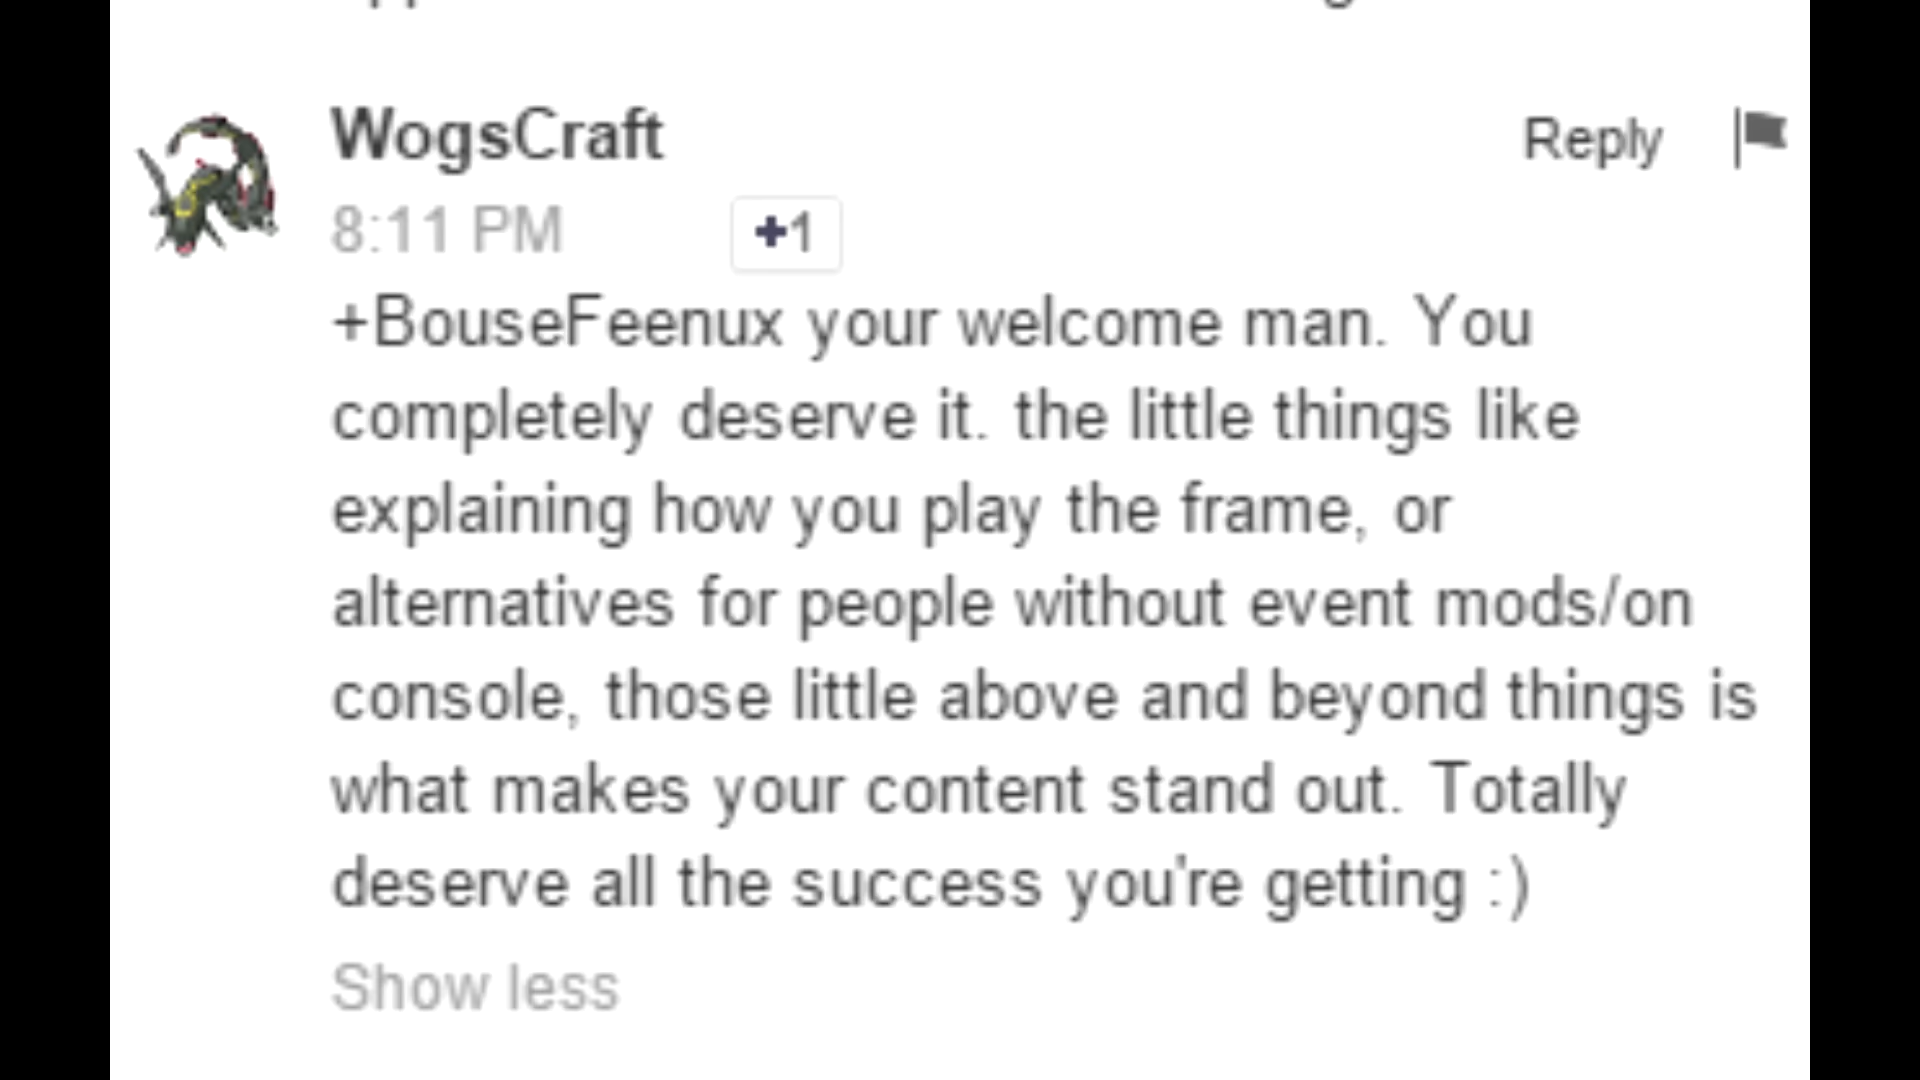 WogsCraft
Reply
8:11 PM
+1
+BouseFeenux your welcome man. You
completely deserve it. the little things like
explaining how you play the frame, or
alternatives for people without event mods/on
console, those little above and beyond things is
what makes your content stand out. Totally
deserve all the success you're getting :)
Show less